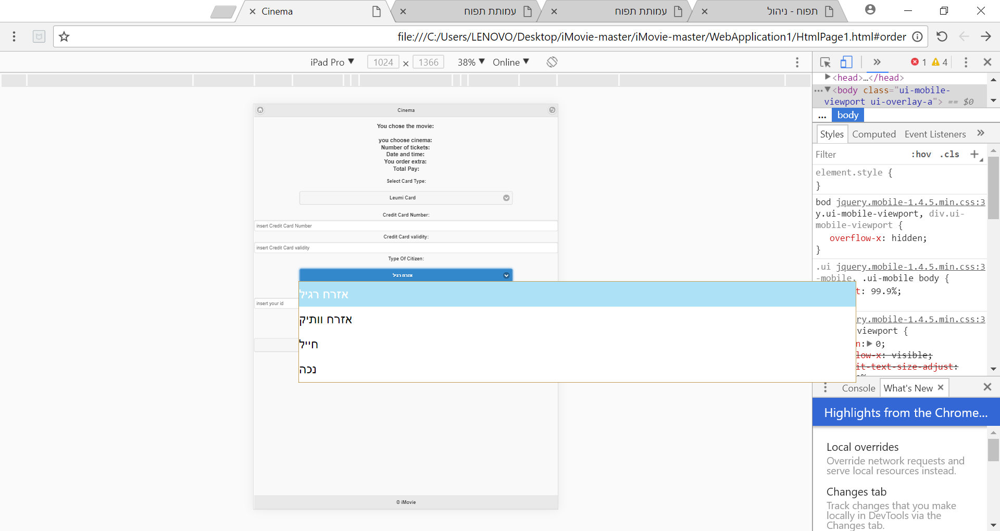 Cinema
עמותת תפוח
עמותת תפוח
תפוח - ניהול
file:///C:/Users/LENOVO/Desktop/iMovie-master/iMovie-master/WebApplication1/HtmlPage1.html#order
iPad Pro ▼ 1024 × 1366 38% ▼ Online ▼
1 4
▶<head>…</head>
…▼<body class="ui-mobile-
viewport ui-overlay-a"> == $0
... body
Styles Computed Event Listeners »
Filter :hov .cls +
element.style {
}
bod jquery.mobile-1.4.5.min.css:3
y.ui-mobile-viewport, div.ui-
mobile-viewport {
overflow-x: hidden;
}
.ui jquery.mobile-1.4.5.min.css:3
-mobile, .ui-mobile body {
t: 99.9%;
ry.mobile-1.4.5.min.css:3
viewport {
n:▶ 0;
low-x: visible;
it-text-size-adjust:
Console What's New ×
Highlights from the Chrome...
Local overrides
Override network requests and
serve local resources instead.
Changes tab
Track changes that you make
locally in DevTools via the
Changes tab.
Cinema
You chose the movie:
you choose cinema:
Number of tickets:
Date and time:
You order extra:
Total Pay:
Select Card Type:
Leumi Card
Credit Card Number:
insert Credit Card Number
Credit Card validity:
insert Credit Card validity
Type Of Citizen:
אזרח רגיל
אזרח רגיל
אזרח וותיק
חייל
נכה
insert your id
© iMovie